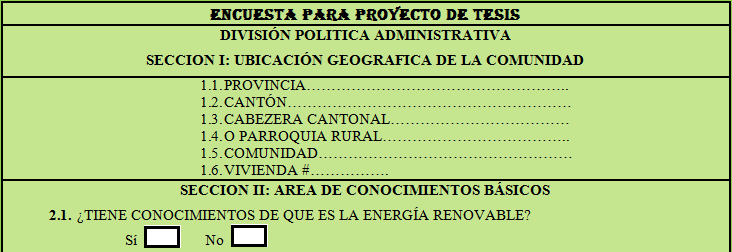 ENCUESTA PARA PROYECTO DE TESIS
DIVISIÓN POLITICA ADMINISTRATIVA
SECCION I: UBICACIÓN GEOGRAFICA DE LA COMUNIDAD
1.1. PROVINCIA……………………………………………..
1.2. CANTÓN…………………………………………………
1.3. CABEZERA CANTONAL………………………………
1.4. O PARROQUIA RURAL………………………………..
1.5. COMUNIDAD……………………………………………
1.6. VIVIENDA #…………….
SECCION II: AREA DE CONOCIMIENTOS BÁSICOS
2.1. ¿TIENE CONOCIMIENTOS DE QUE ES LA ENERGÍA RENOVABLE?
Sí No